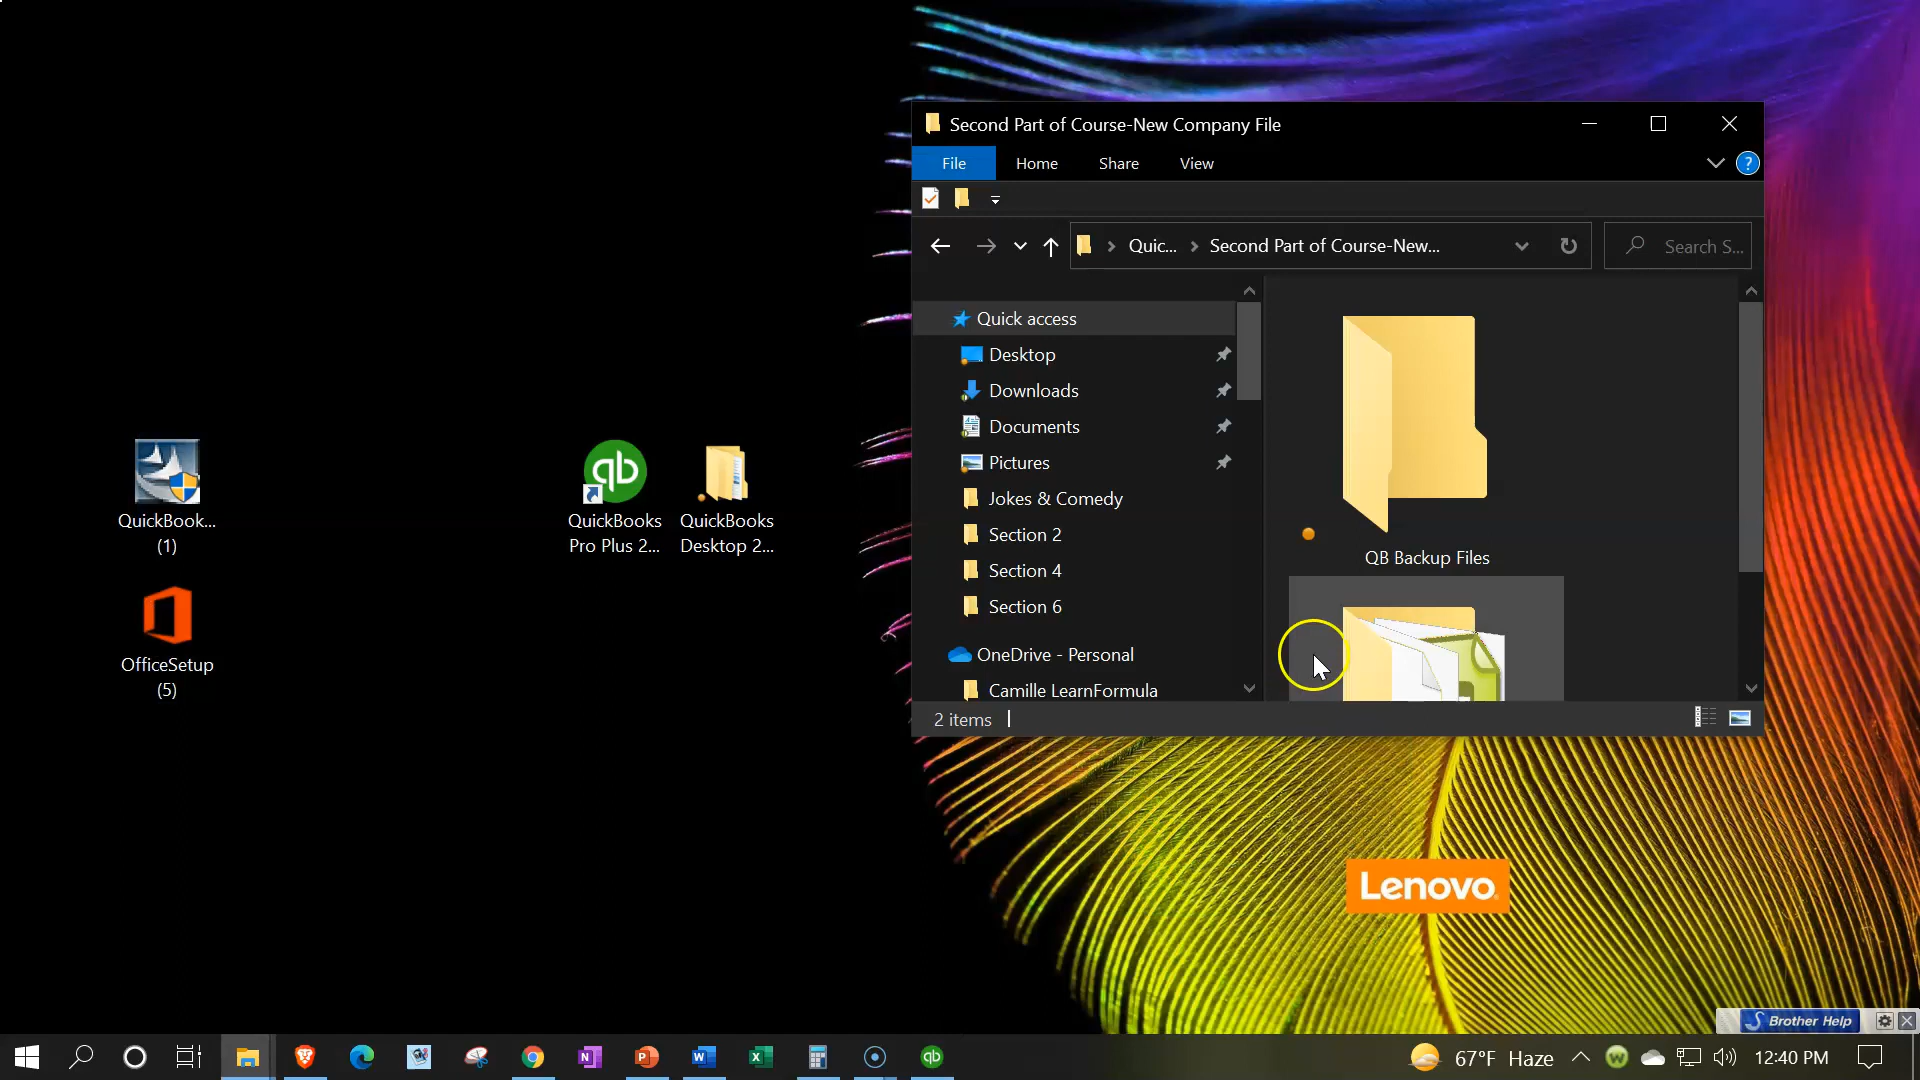 QuickBook...
(1)
OfficeSetup
(5)
qb
QuickBooks
Pro Plus 2...
QuickBooks
Desktop 2...
Second Part of Course-New Company File
File
Home
Share
View
?
Quic...
Second Part of Course-New...
Search S...
Quick access
Desktop
Downloads
Documents
Pictures
Jokes & Comedy
Section 2
Section 4
Section 6
OneDrive - Personal
Camille LearnFormula
QB Backup Files
2 items
Lenovo
Brother Help
67°F Haze
12:40 PM